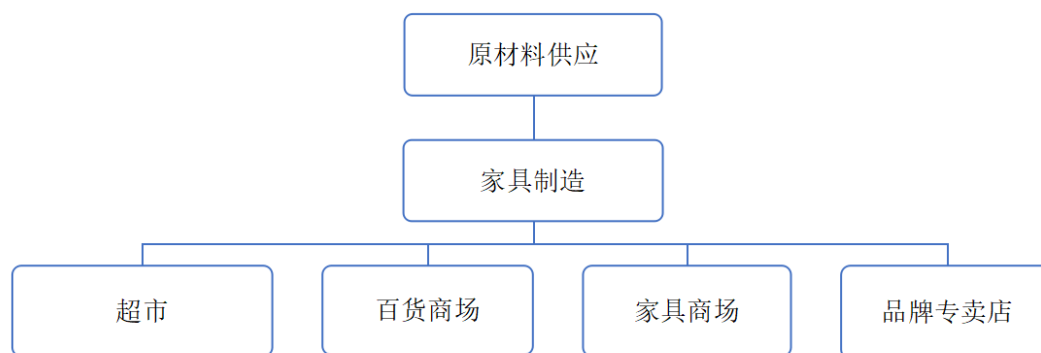 原材料供应
家具制造
超市
百货商场
家具商场
品牌专卖店